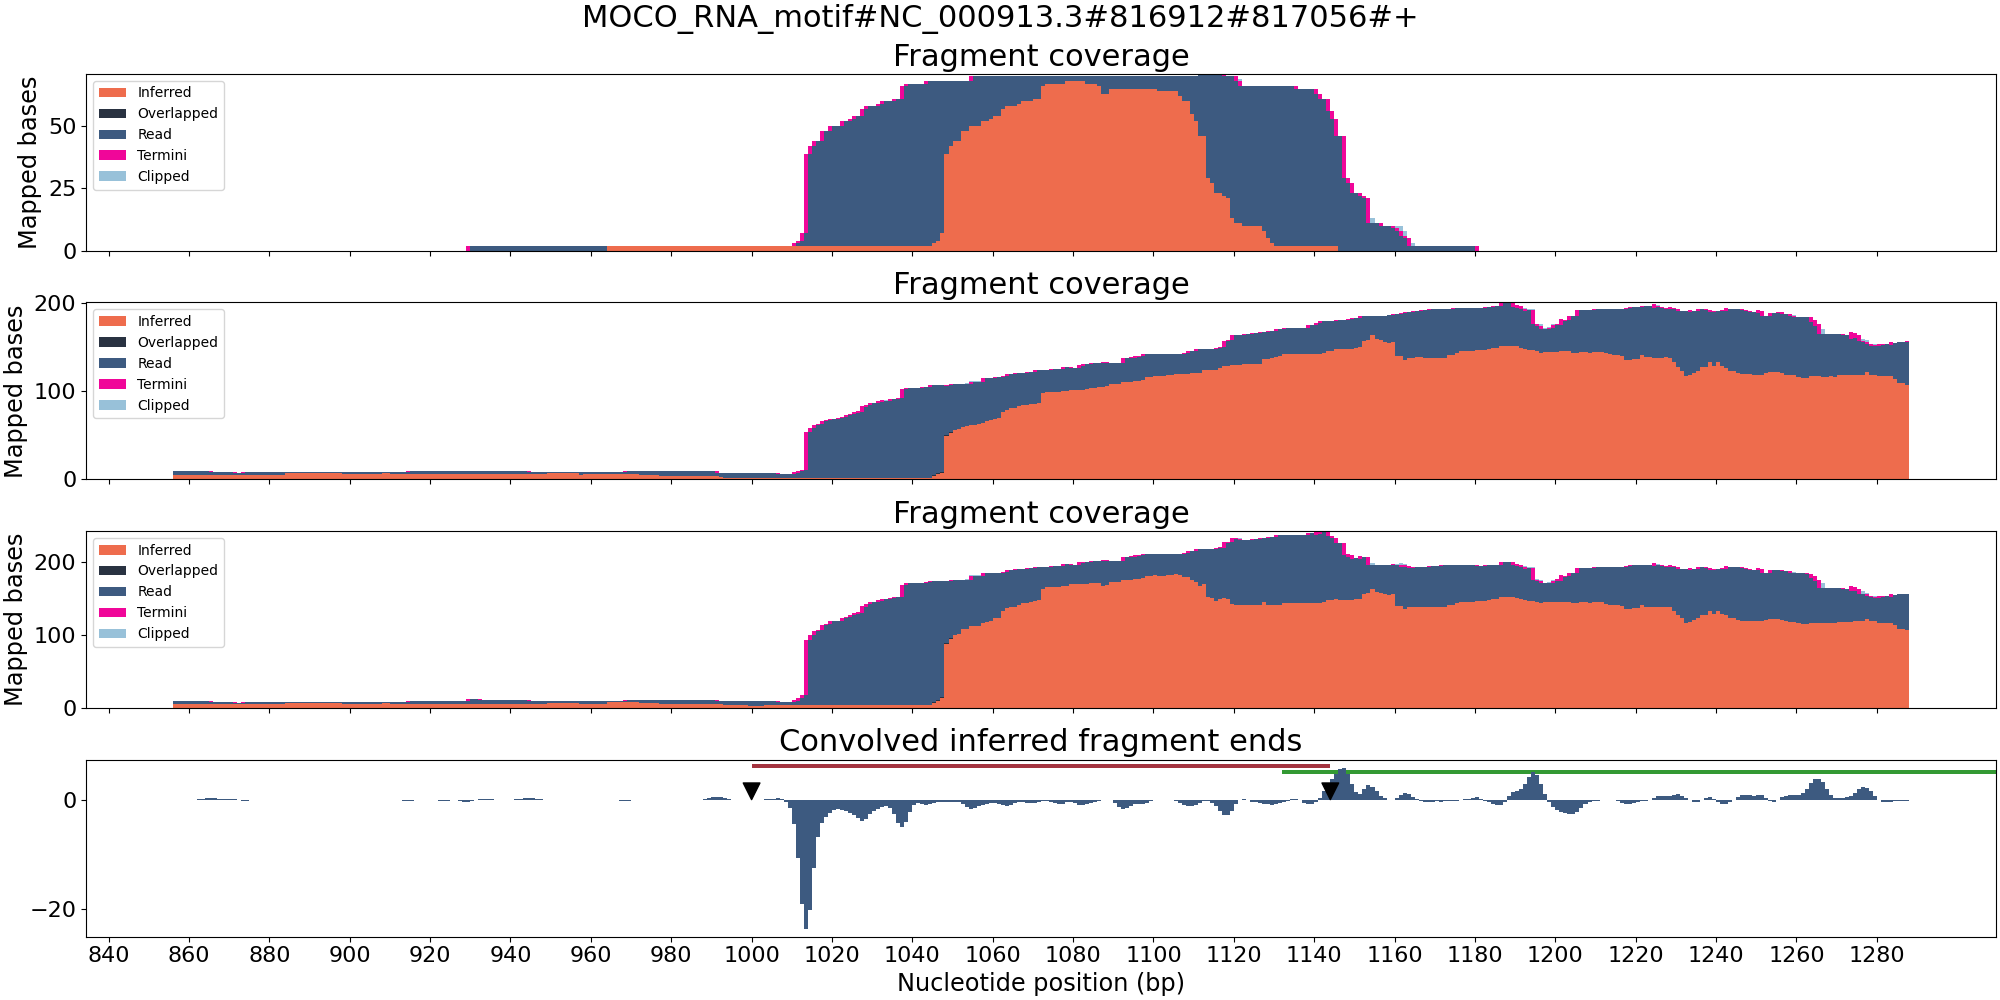 MOCO_RNA_motif#NC_000913.3#816912#817056#+
Fragment coverage
Mapped bases
50
25
0
Inferred
Overlapped
Read
Termini
Clipped
Fragment coverage
Mapped bases
200
100
0
Inferred
Overlapped
Read
Termini
Clipped
Fragment coverage
Mapped bases
200
100
0
Inferred
Overlapped
Read
Termini
Clipped
Convolved inferred fragment ends
0
−20
840 860 880 900 920 940 960 980 1000 1020 1040 1060 1080 1100 1120 1140 1160 1180 1200 1220 1240 1260 1280
Nucleotide position (bp)